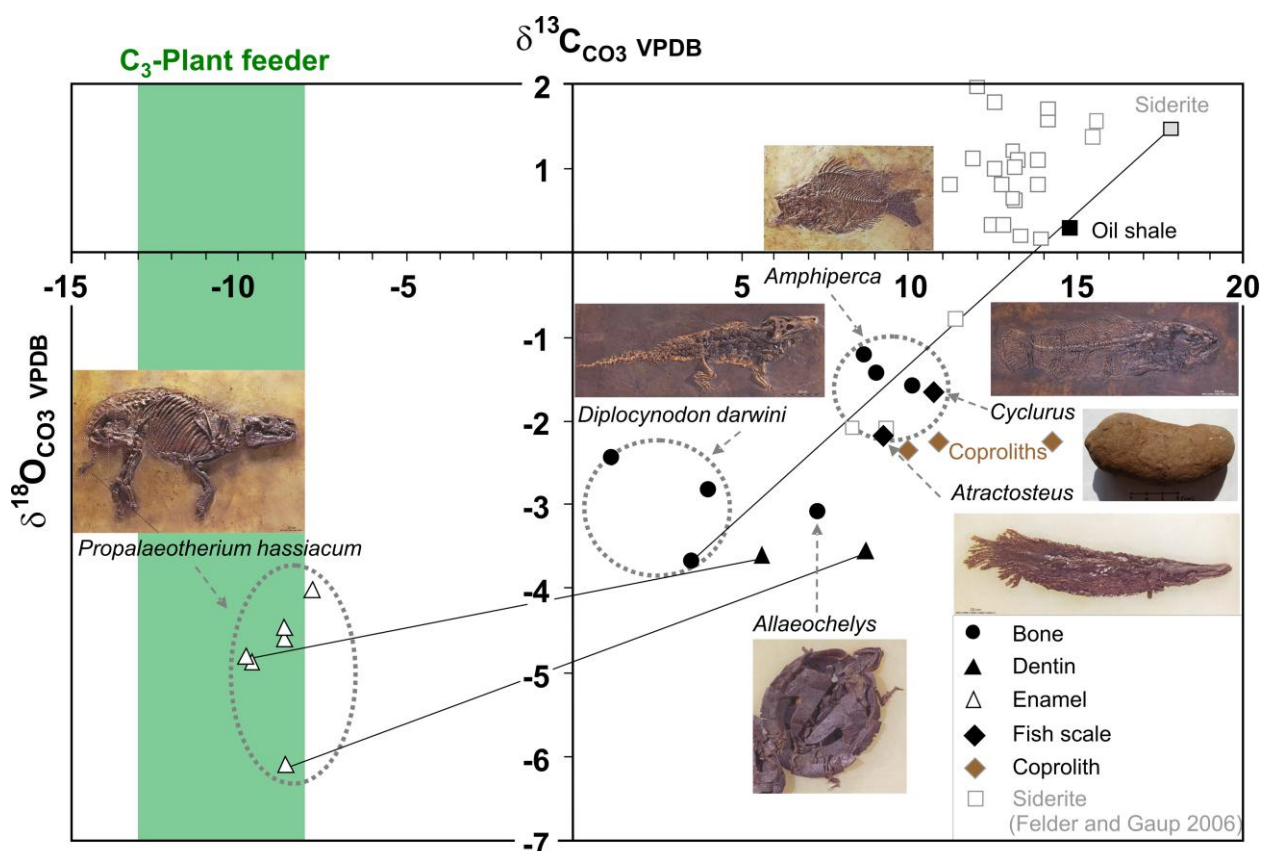 δ13CCO3 VPDB
C3-Plant feeder
2
Siderite
1
Oil shale
-15
-10
-5
5
10
15
20
Amphiperca
-1
Diplocynodon darwini
Cyclurus
-2
Coproliths
δ18OCO3 VPDB
Atractosteus
-3
Propalaeotherium hassiacum
-4
Allaeochelys
-5
-6
-7
Bone
Dentin
Enamel
Fish scale
Coprolith
Siderite
(Felder and Gaup 2006)